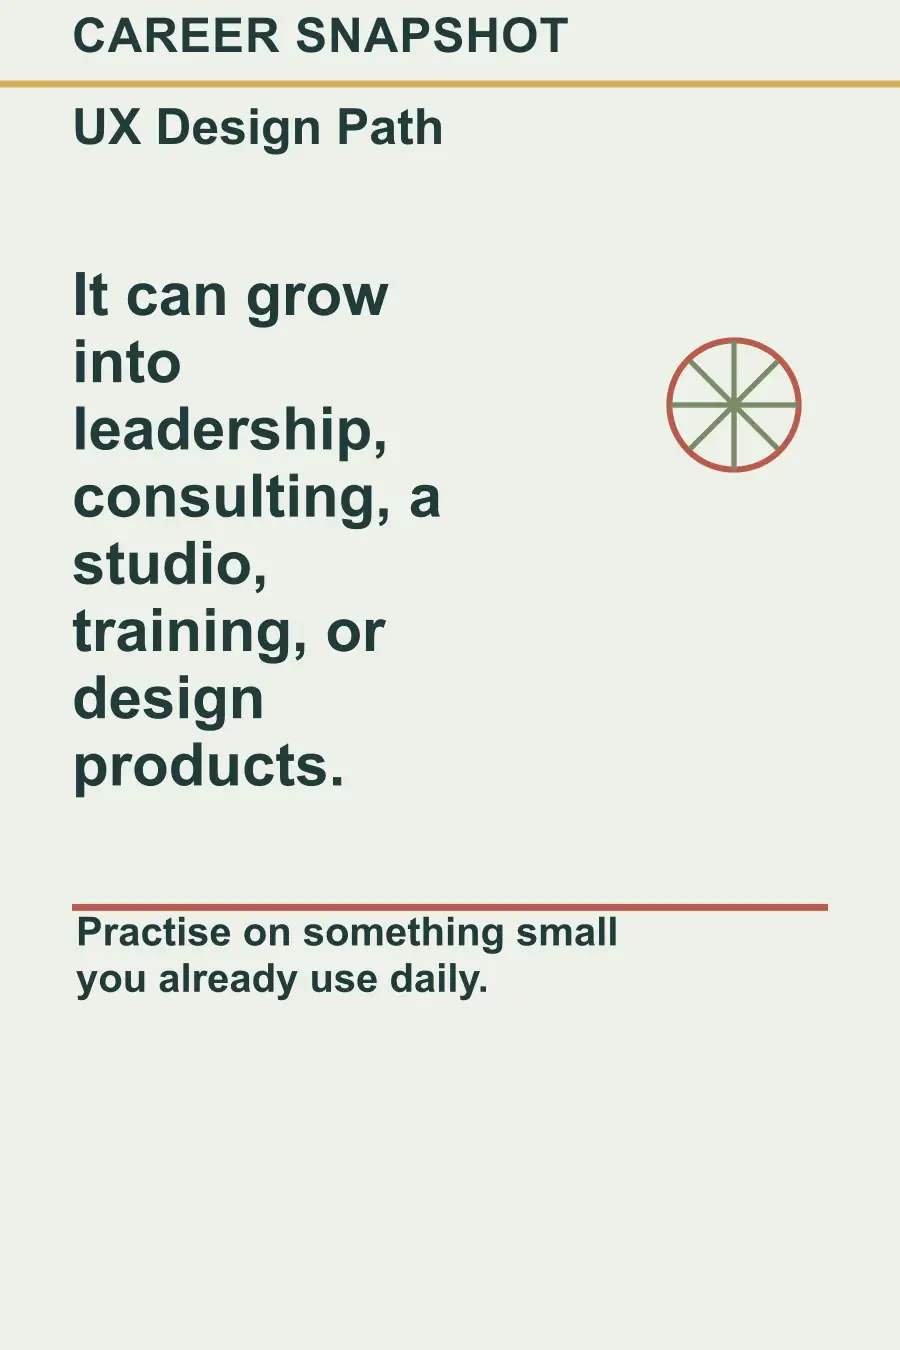 CAREER SNAPSHOT
UX Design Path
It can grow
into
leadership,
consulting, a
studio,
training, or
design
products.
Practise on something small
you already use daily.